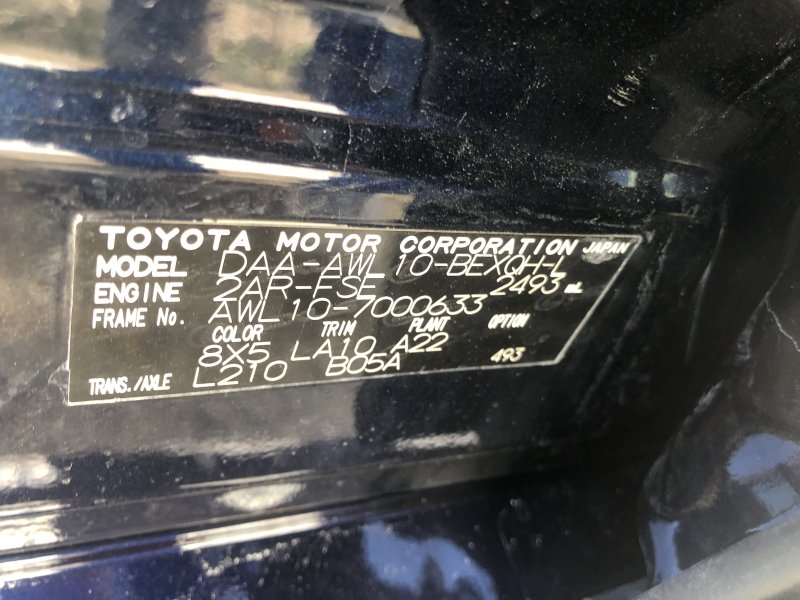 TOYOTA MOTOR CORPORATION JAPAN
MODEL DAA-AWL10-BEXQH-L
ENGINE 2AR-FSE 2493 mL
FRAME No. AWL10-7000633
COLOR TRIM PLANT OPTION
8X5 LA10 A22 493
TRANS./AXLE L210 B05A